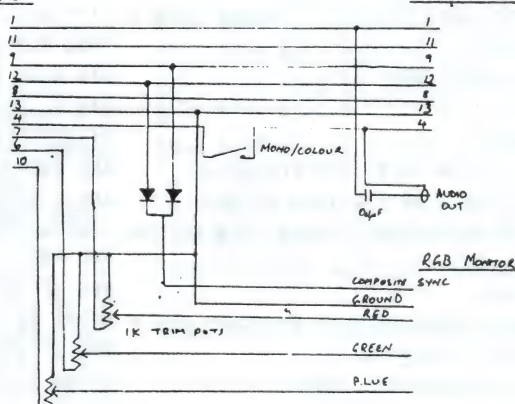 1
11
9
12
8
13
4
7
6
10
1
11
9
12
8
13
4
MONO/COLOUR
AUDIO
OUT
RGB MONITOR
COMPOSITE SYNC
GROUND
RED
1K TRIM POTS
GREEN
BLUE